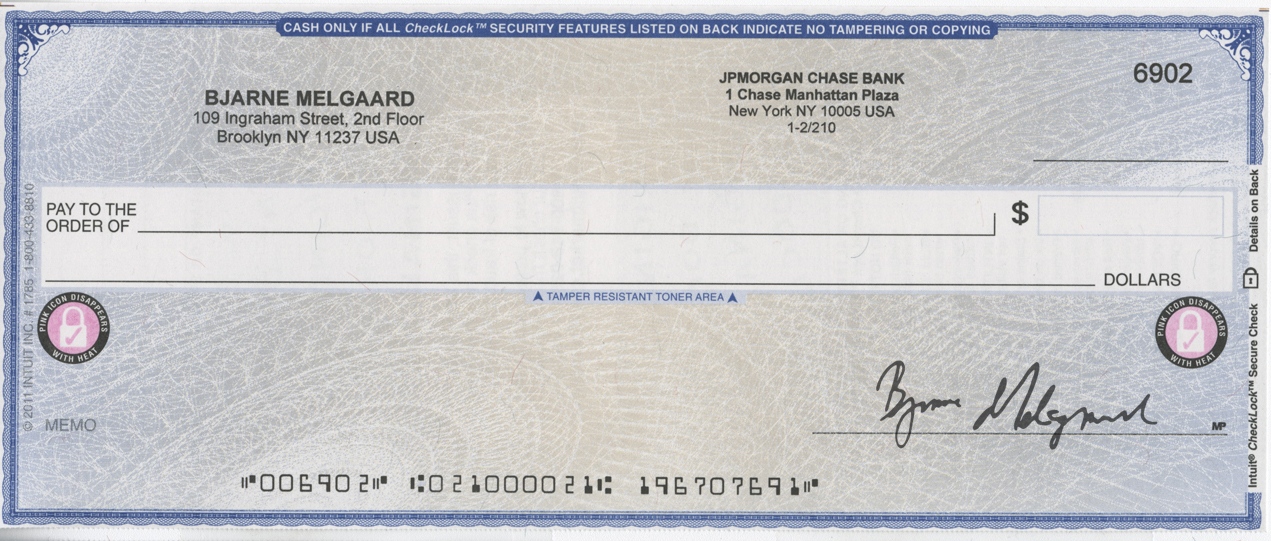 CASH ONLY IF ALL CheckLock™ SECURITY FEATURES LISTED ON BACK INDICATE NO TAMPERING OR COPYING
6902
BJARNE MELGAARD
109 Ingraham Street, 2nd Floor
Brooklyn NY 11237 USA
JPMORGAN CHASE BANK
1 Chase Manhattan Plaza
New York NY 10005 USA
1-2/210
PAY TO THE
ORDER OF
$
DOLLARS
TAMPER RESISTANT TONER AREA
PINK ICON DISAPPEARS
WITH HEAT
PINK ICON DISAPPEARS
WITH HEAT
© 2011 INTUIT INC. # 1785 1-800-433-8810
Intuit® CheckLock™ Secure Check Details on Back
MEMO
Bjarne Melgaard
MP
⑈006902⑈ ⑆021000021⑆ 196707691⑈